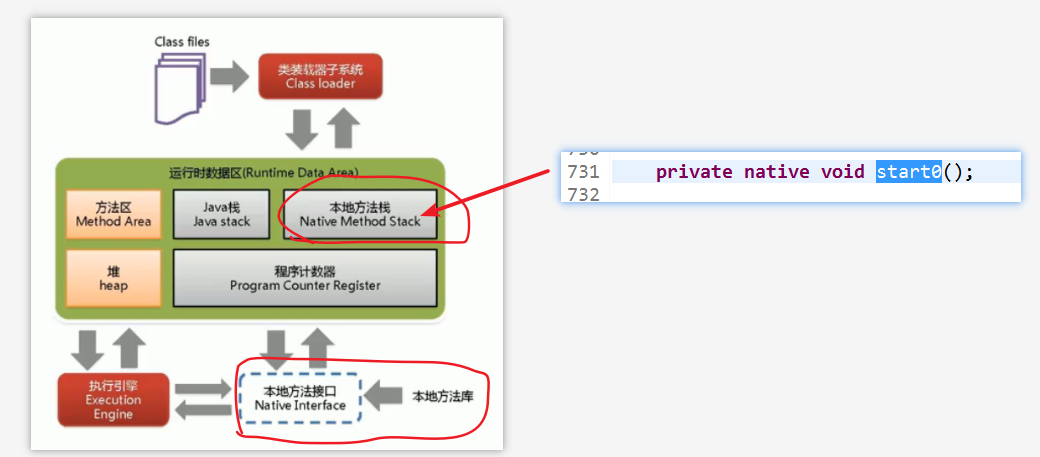 Class files
类装载器子系统
Class loader
运行时数据区(Runtime Data Area)
方法区
Method Area
Java栈
Java stack
本地方法栈
Native Method Stack
堆
heap
程序计数器
Program Counter Register
执行引擎
Execution
Engine
本地方法接口
Native Interface
本地方法库
731 private native void start0();
732